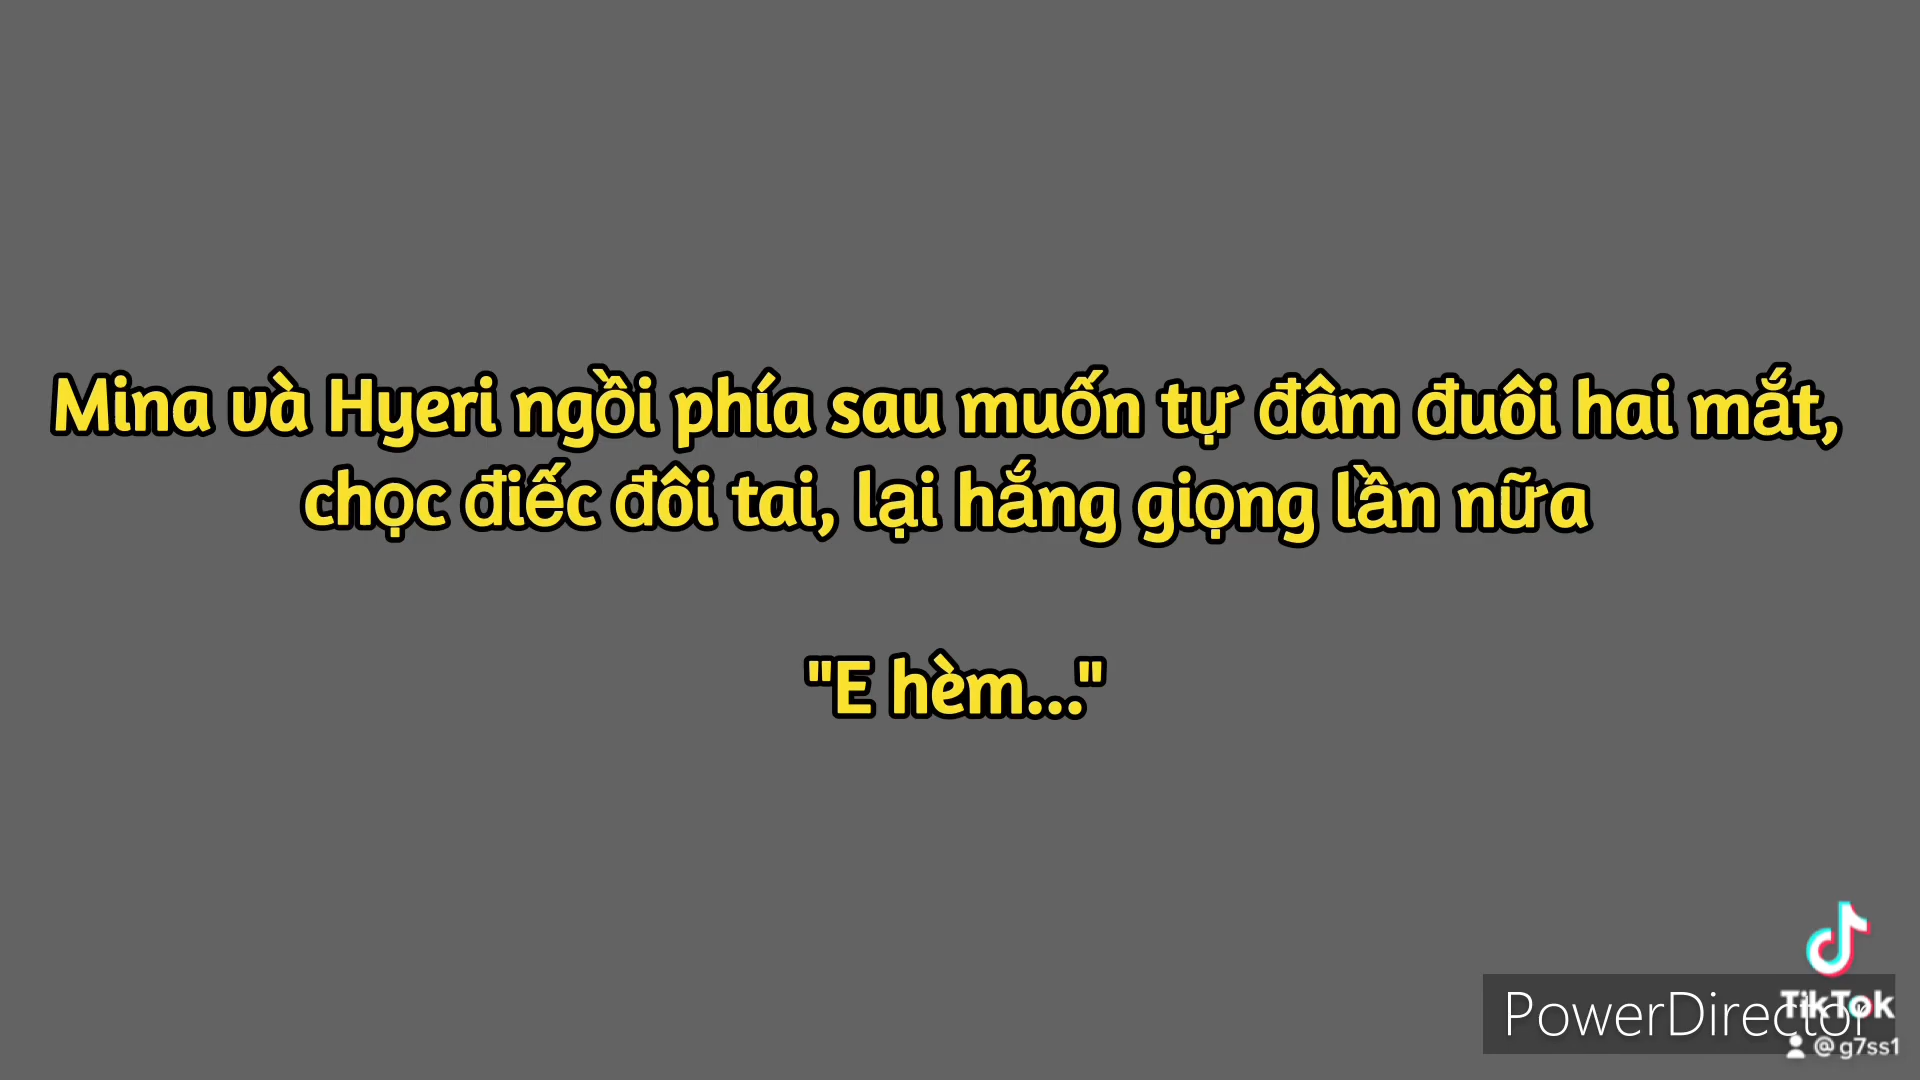 Mina và Hyeri ngồi phía sau muốn tự đâm đuôi hai mắt,
chọc điếc đôi tai, lại hắng giọng lần nữa
"E hèm..."
PowerDirector
TikTok
@g7ss1